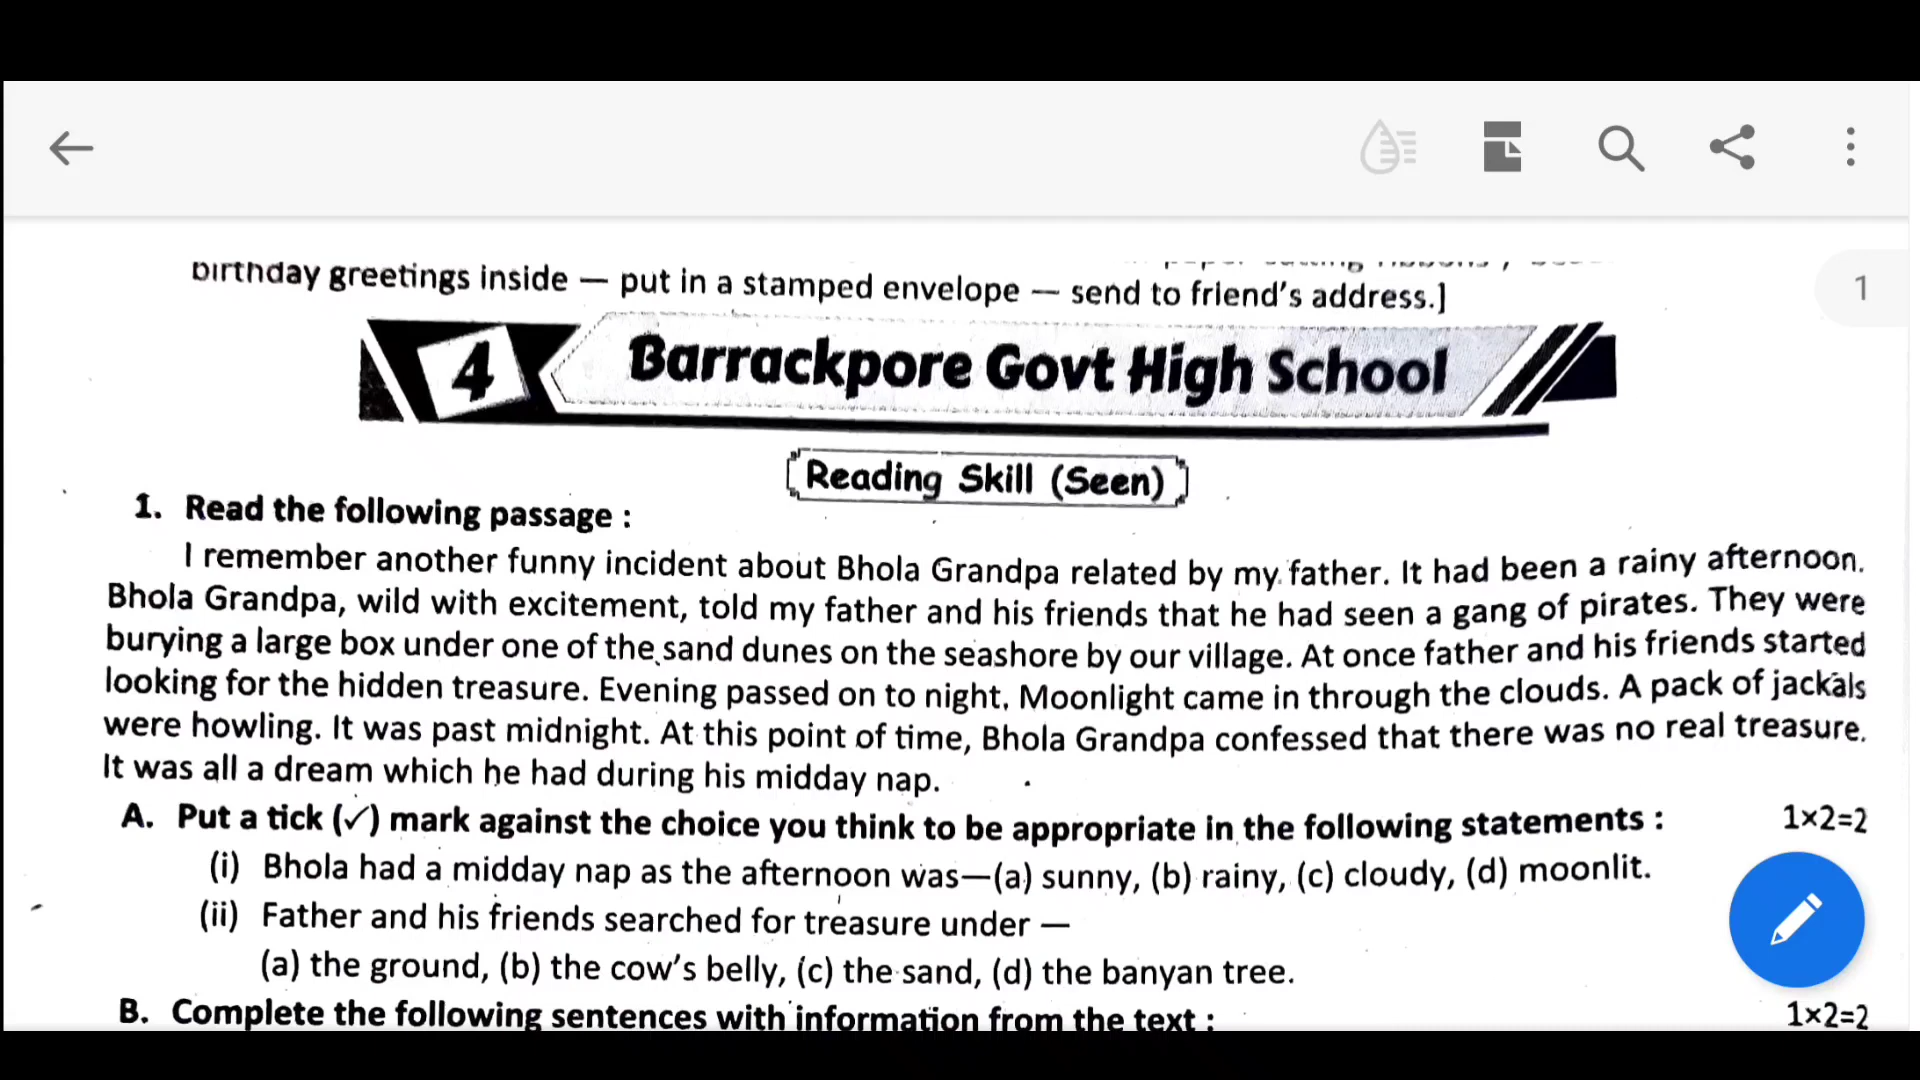 1
birthday greetings inside — put in a stamped envelope — send to friend's address.]
4 Barrackpore Govt High School
Reading Skill (Seen)
1. Read the following passage :
I remember another funny incident about Bhola Grandpa related by my father. It had been a rainy afternoon.
Bhola Grandpa, wild with excitement, told my father and his friends that he had seen a gang of pirates. They were
burying a large box under one of the sand dunes on the seashore by our village. At once father and his friends started
looking for the hidden treasure. Evening passed on to night. Moonlight came in through the clouds. A pack of jackals
were howling. It was past midnight. At this point of time, Bhola Grandpa confessed that there was no real treasure.
It was all a dream which he had during his midday nap.
A. Put a tick (✓) mark against the choice you think to be appropriate in the following statements : 1×2=2
(i) Bhola had a midday nap as the afternoon was—(a) sunny, (b) rainy, (c) cloudy, (d) moonlit.
(ii) Father and his friends searched for treasure under —
(a) the ground, (b) the cow's belly, (c) the sand, (d) the banyan tree.
B. Complete the following sentences with information from the text : 1×2=2